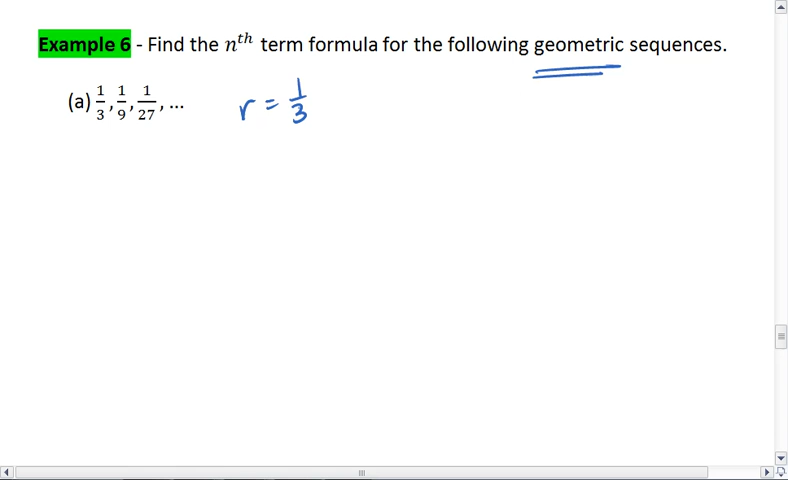 Example 6 - Find the nᵗʰ term formula for the following geometric sequences.
(a) 1/3, 1/9, 1/27, ... r = 1/3